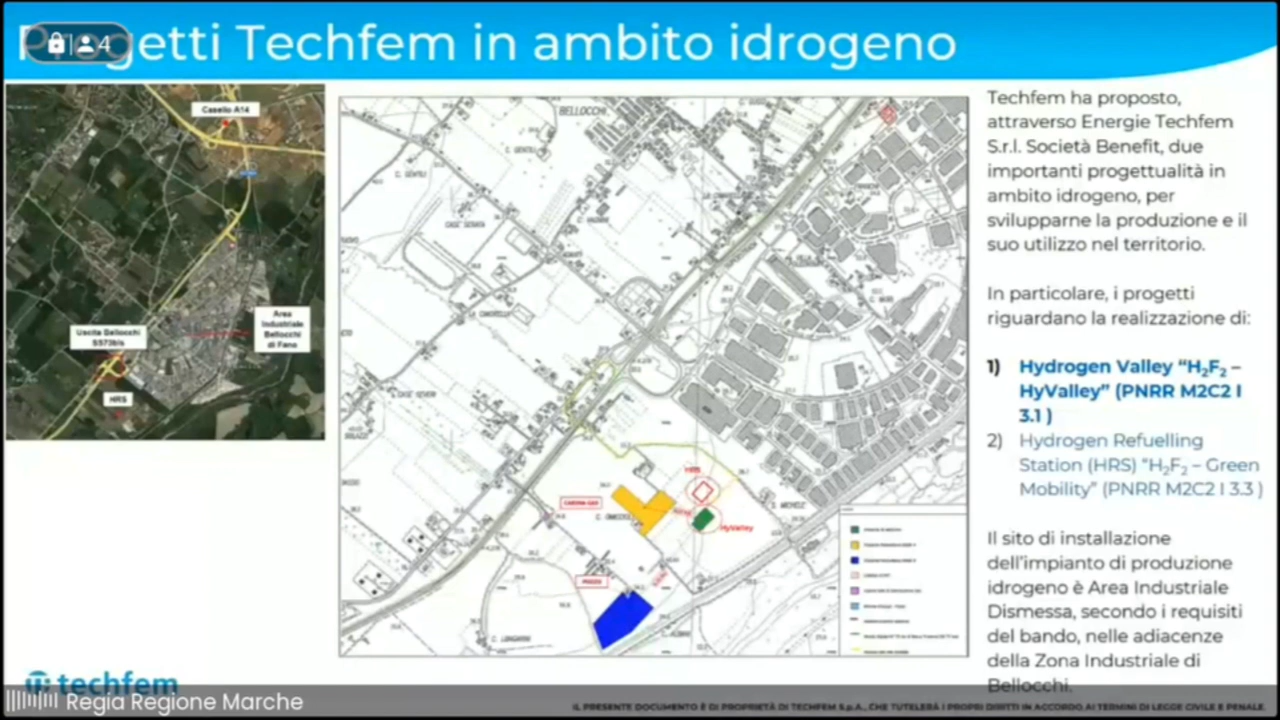 Progetti Techfem in ambito idrogeno
4
Casello A14
Uscita Bellocchi
SS73bis
Area
Industriale
Bellocchi
di Fano
HRS
BELLOCCHI
HRS
HyValley
POZZO
Techfem ha proposto,
attraverso Energie Techfem
S.r.l. Società Benefit, due
importanti progettualità in
ambito idrogeno, per
svilupparne la produzione e il
suo utilizzo nel territorio.
In particolare, i progetti
riguardano la realizzazione di:
1) Hydrogen Valley “H₂F₂ –
HyValley” (PNRR M2C2 I
3.1 )
2) Hydrogen Refuelling
Station (HRS) “H₂F₂ – Green
Mobility” (PNRR M2C2 I 3.3 )
Il sito di installazione
dell’impianto di produzione
idrogeno è Area Industriale
Dismessa, secondo i requisiti
del bando, nelle adiacenze
della Zona Industriale di
Bellocchi.
techfem
Regia Regione Marche
IL PRESENTE DOCUMENTO È DI PROPRIETÀ DI TECHFEM S.p.A., CHE TUTELERÀ I PROPRI DIRITTI IN ACCORDO AI TERMINI DI LEGGE CIVILE E PENALE.